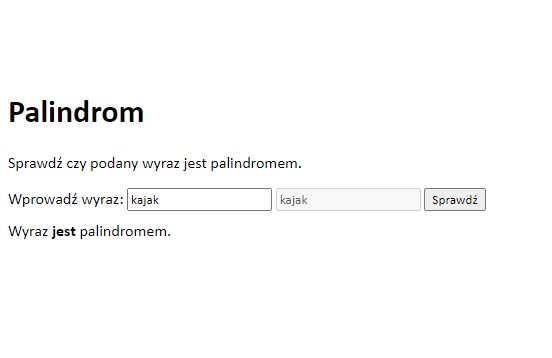 Palindrom
Sprawdź czy podany wyraz jest palindromem.
Wprowadź wyraz: kajak kajak Sprawdź
Wyraz jest palindromem.